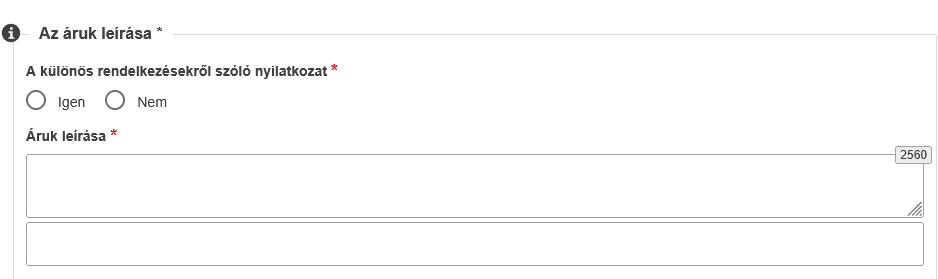 Az áruk leírása *
A különös rendelkezésekről szóló nyilatkozat *
Igen Nem
Áruk leírása *
2560